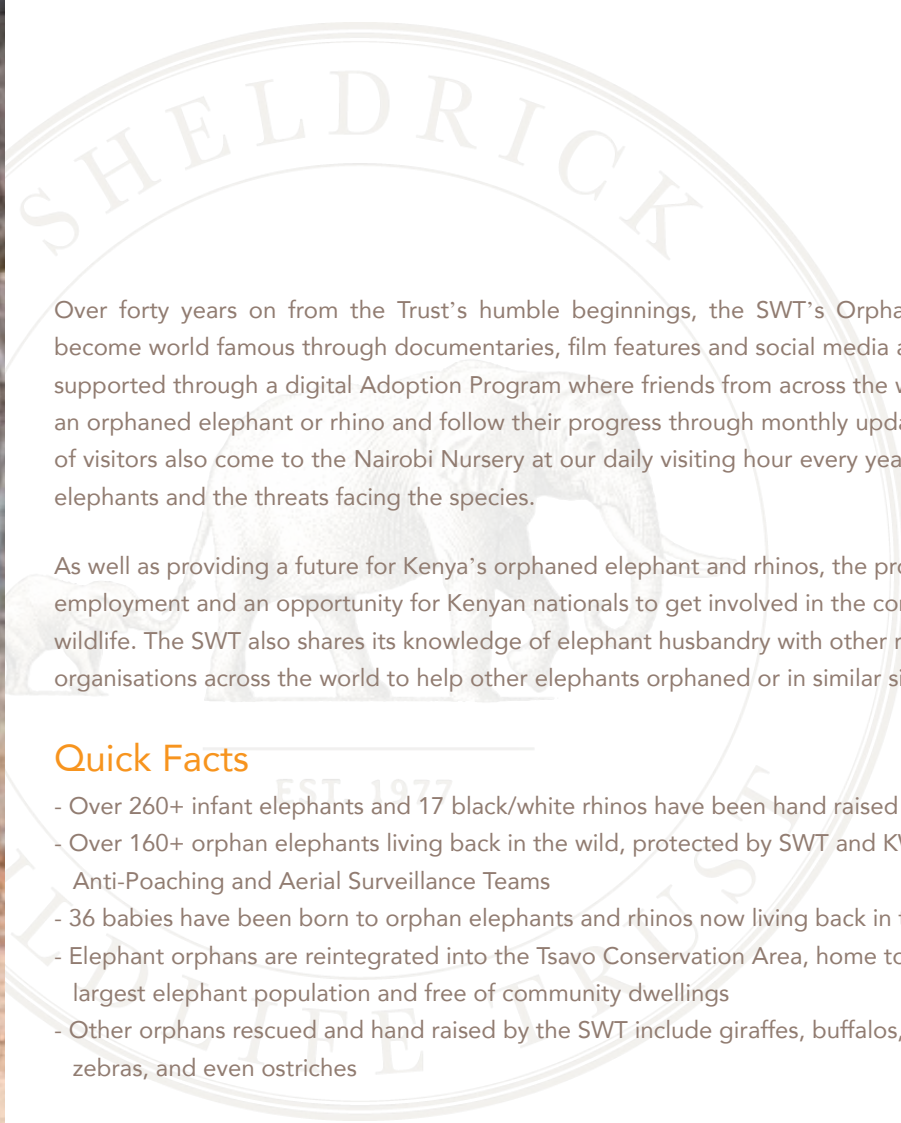 SHELDRICK
Over forty years on from the Trust's humble beginnings, the SWT's
become world famous through documentaries, film features and social media
supported through a digital Adoption Program where friends from across the
an orphaned elephant or rhino and follow their progress through monthly
of visitors also come to the Nairobi Nursery at our daily visiting hour every
elephants and the threats facing the species.
As well as providing a future for Kenya's orphaned elephant and rhinos, the
employment and an opportunity for Kenyan nationals to get involved in the
wildlife. The SWT also shares its knowledge of elephant husbandry with other
organisations across the world to help other elephants orphaned or in similar
Quick Facts
EST. 1977
- Over 260+ infant elephants and 17 black/white rhinos have been hand raised
- Over 160+ orphan elephants living back in the wild, protected by SWT and
Anti-Poaching and Aerial Surveillance Teams
- 36 babies have been born to orphan elephants and rhinos now living back in
- Elephant orphans are reintegrated into the Tsavo Conservation Area, home to
largest elephant population and free of community dwellings
- Other orphans rescued and hand raised by the SWT include giraffes, buffalos,
zebras, and even ostriches
TRUST